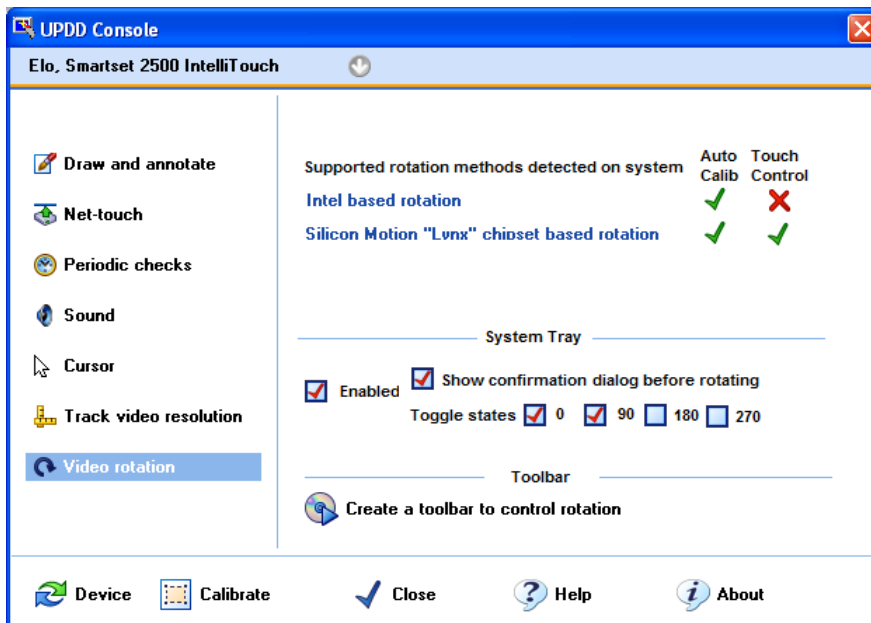 UPDD Console
Elo, Smartset 2500 IntelliTouch
Draw and annotate
Net-touch
Periodic checks
Sound
Cursor
Track video resolution
Video rotation
Supported rotation methods detected on system
Auto Calib
Touch Control
Intel based rotation
Silicon Motion "Lynx" chipset based rotation
System Tray
Enabled
Show confirmation dialog before rotating
Toggle states 0 90 180 270
Toolbar
Create a toolbar to control rotation
Device Calibrate Close Help About